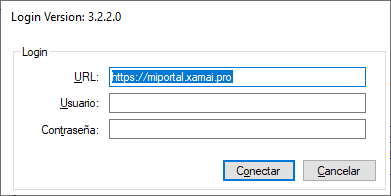 Login Version: 3.2.2.0
Login
URL:
https://miportal.xamai.pro
Usuario:
Contraseña:
Conectar
Cancelar